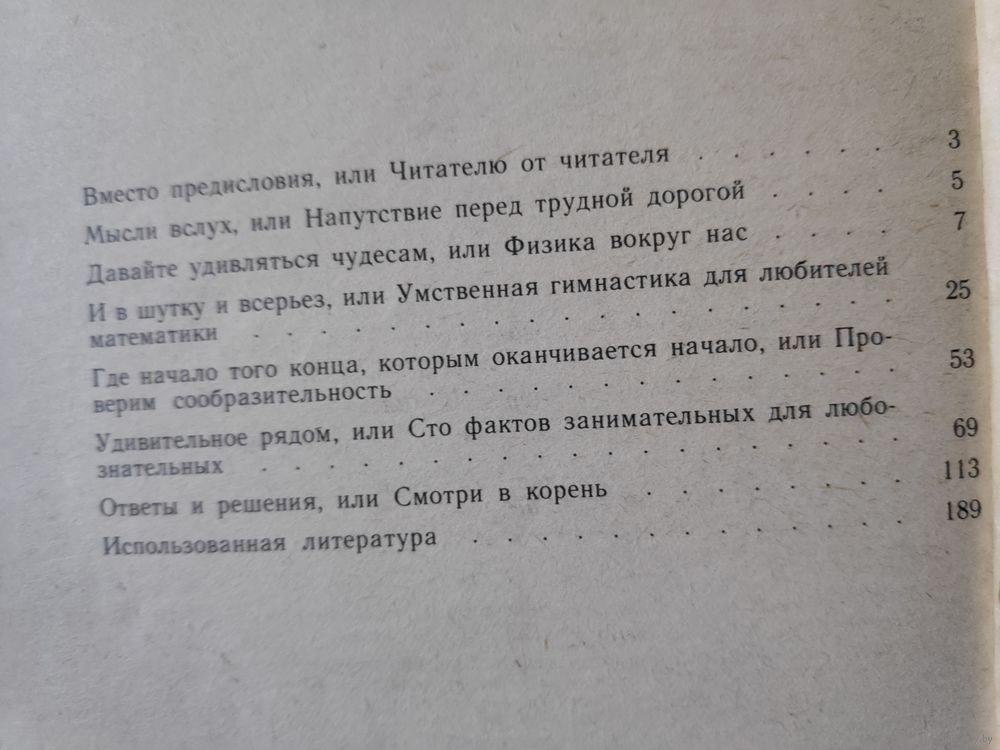 Вместо предисловия, или Читателю от читателя . . . . . . 3
Мысли вслух, или Напутствие перед трудной дорогой . . . . 5
Давайте удивляться чудесам, или Физика вокруг нас . . . . 7
И в шутку и всерьез, или Умственная гимнастика для любителей
математики . . . . . . . . . . . . . . . 25
Где начало того конца, которым оканчивается начало, или Про-
верим сообразительность . . . . . . . . . . . 53
Удивительное рядом, или Сто фактов занимательных для любо-
знательных . . . . . . . . . . . . . . . 69
Ответы и решения, или Смотри в корень . . . . . . . 113
Использованная литература . . . . . . . . . . 189